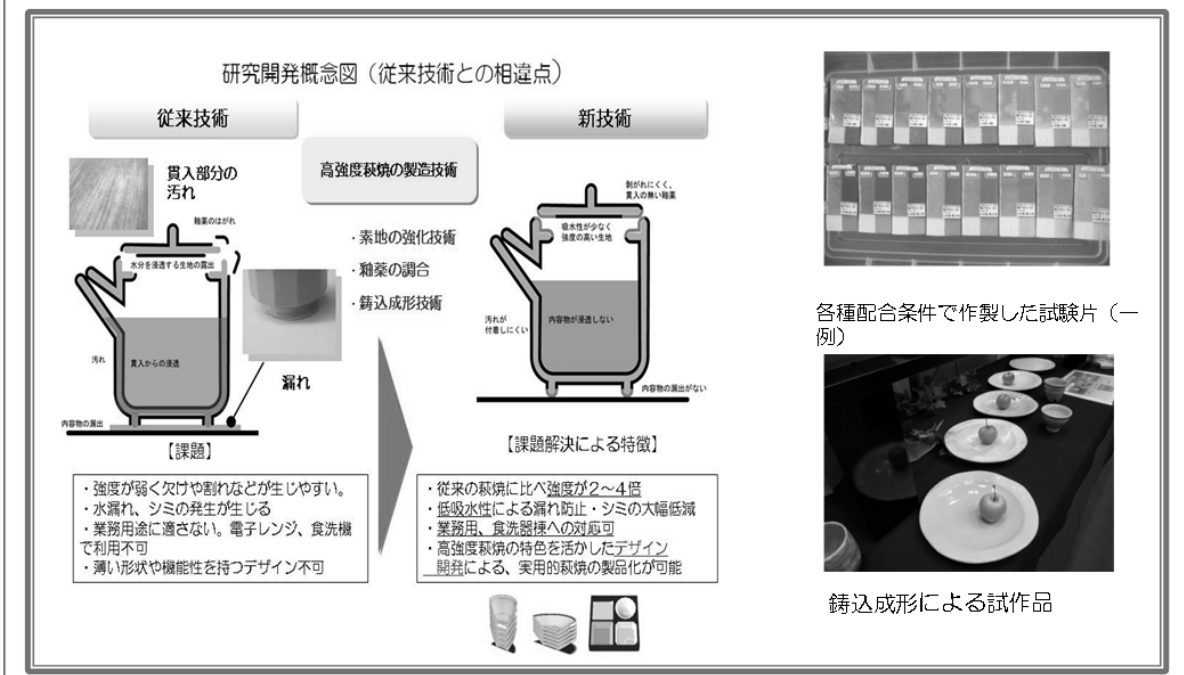 研究開発概念図（従来技術との相違点）
従来技術
貫入部分の
汚れ
釉薬のはがれ
水分を浸透する生地の露出
汚れ
貫入からの浸透
漏れ
内容物の漏出
【課題】
・強度が弱く欠けや割れなどが生じやすい。
・水漏れ、シミの発生が生じる
・業務用途に適さない。電子レンジ、食洗機
で利用不可
・薄い形状や機能性を持つデザイン不可
高強度萩焼の製造技術
・素地の強化技術
・釉薬の調合
・鋳込成形技術
新技術
剥がれにくく、
貫入の無い釉薬
吸水性が少なく
強度の高い生地
汚れが
付着しにくい
内容物が浸透しない
内容物の漏出がない
【課題解決による特徴】
・従来の萩焼に比べ強度が２～４倍
・低吸水性による漏れ防止・シミの大幅低減
・業務用、食洗器棟への対応可
・高強度萩焼の特色を活かしたデザイン
開発による、実用的萩焼の製品化が可能
各種配合条件で作製した試験片（一
例）
鋳込成形による試作品